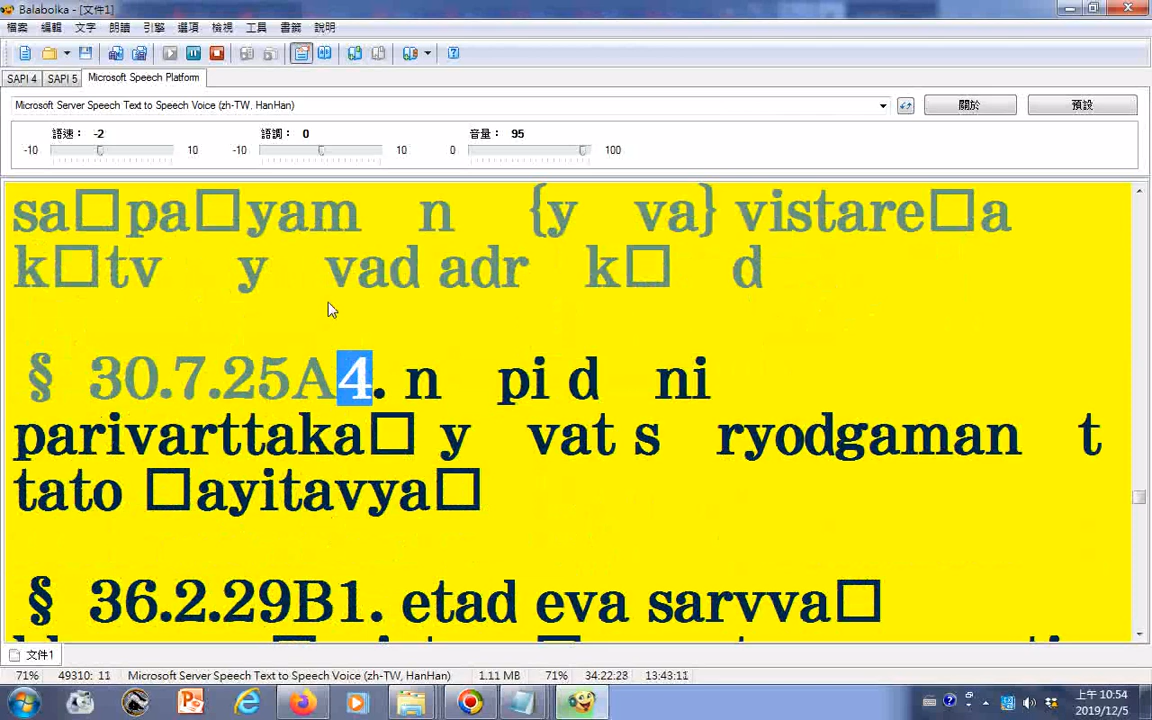 Balabolka - [文件1]
檔案 編輯 文字 朗讀 引擎 選項 檢視 工具 書籤 說明
SAPI 4 SAPI 5 Microsoft Speech Platform
Microsoft Server Speech Text to Speech Voice (zh-TW, HanHan) 關於 預設
語速： -2 語調： 0 音量： 95
-10 10 -10 10 0 100
sa□pa□yam n {y va} vistare□a
k□tv y vad adr k□ d
§ 30.7.25A4. n pi d ni
parivarttaka□ y vat s ryodgaman t
tato □ayitavya□
§ 36.2.29B1. etad eva sarvva□
文件1
71% 49310: 11 Microsoft Server Speech Text to Speech Voice (zh-TW, HanHan) 1.11 MB 71% 34:22:28 13:43:11
上午 10:54
2019/12/5